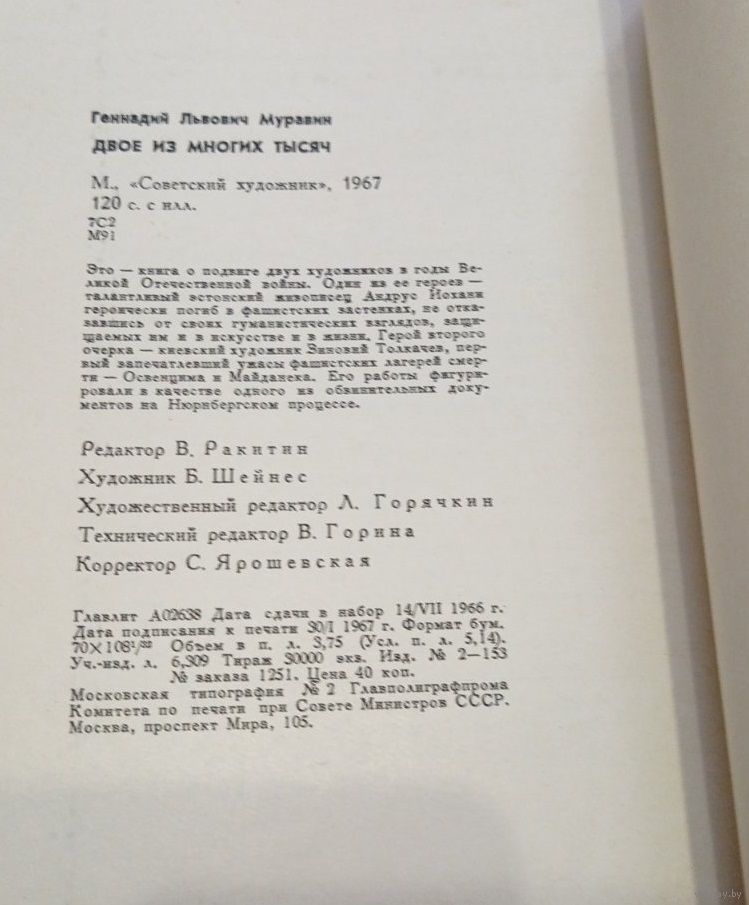 Геннадий Львович Муравин
ДВОЕ ИЗ МНОГИХ ТЫСЯЧ
М., «Советский художник», 1967
120 с. с илл.
7С2
М91
Это — книга о подвиге двух художников в годы Ве-
ликой Отечественной войны. Один из ее героев —
талантливый эстонский живописец Андрус Йохани
героически погиб в фашистских застенках, не отка-
завшись от своих гуманистических взглядов, защи-
щаемых им и в искусстве и в жизни. Герой второго
очерка — киевский художник Зиновий Толкачев, пер-
вый запечатлевший ужасы фашистских лагерей смер-
ти — Освенцима и Майданека. Его работы фигури-
ровали в качестве одного из обвинительных доку-
ментов на Нюрнбергском процессе.
Редактор В. Ракитин
Художник Б. Шейнес
Художественный редактор Л. Горячкин
Технический редактор В. Горина
Корректор С. Ярошевская
Главлит А02638 Дата сдачи в набор 14/VII 1966 г.
Дата подписания к печати 30/I 1967 г. Формат бум.
70×108¹/₃₂ Объем в п. л. 3,75 (Усл. п. л. 5,14).
Уч.-изд. л. 6,309 Тираж 30000 экз. Изд. № 2—153
№ заказа 1251. Цена 40 коп.
Московская типография № 2 Главполиграфпрома
Комитета по печати при Совете Министров СССР.
Москва, проспект Мира, 105.